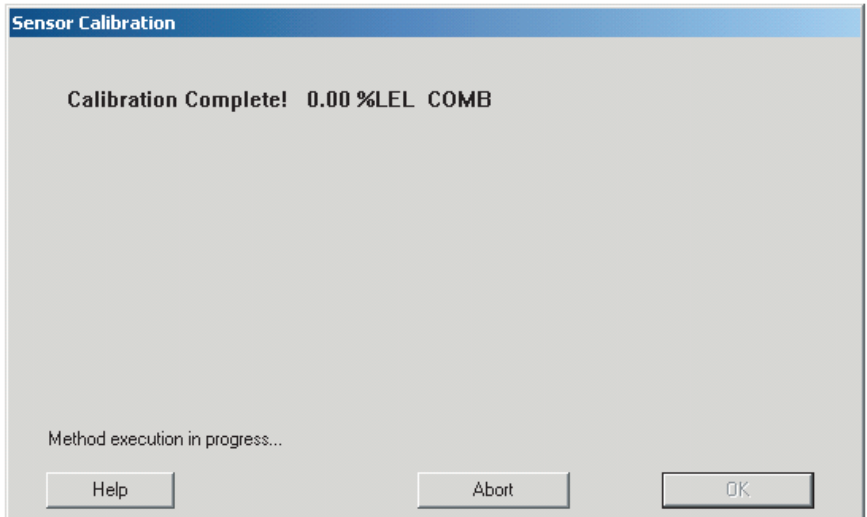 Sensor Calibration
Calibration Complete! 0.00 %LEL COMB
Method execution in progress...
Help Abort OK